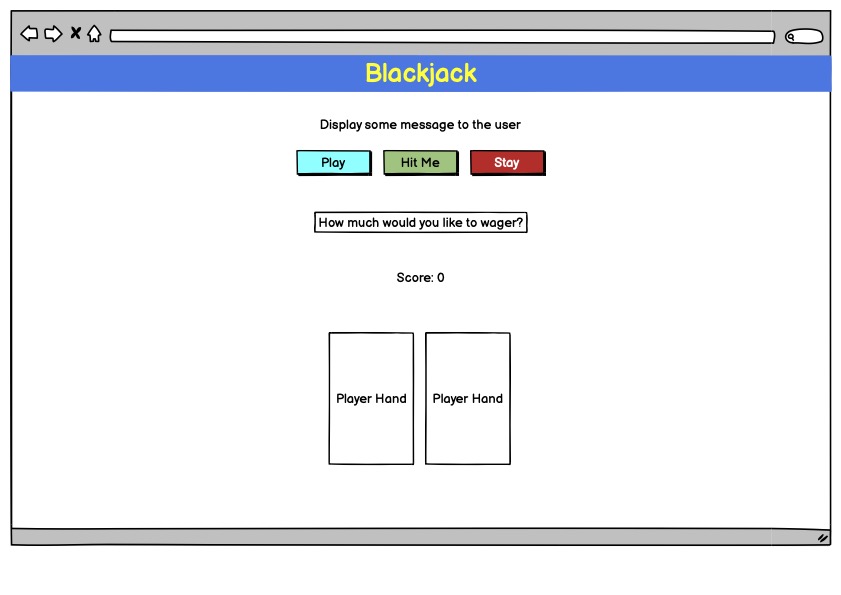 Blackjack
Display some message to the user
Play Hit Me Stay
How much would you like to wager?
Score: 0
Player Hand Player Hand